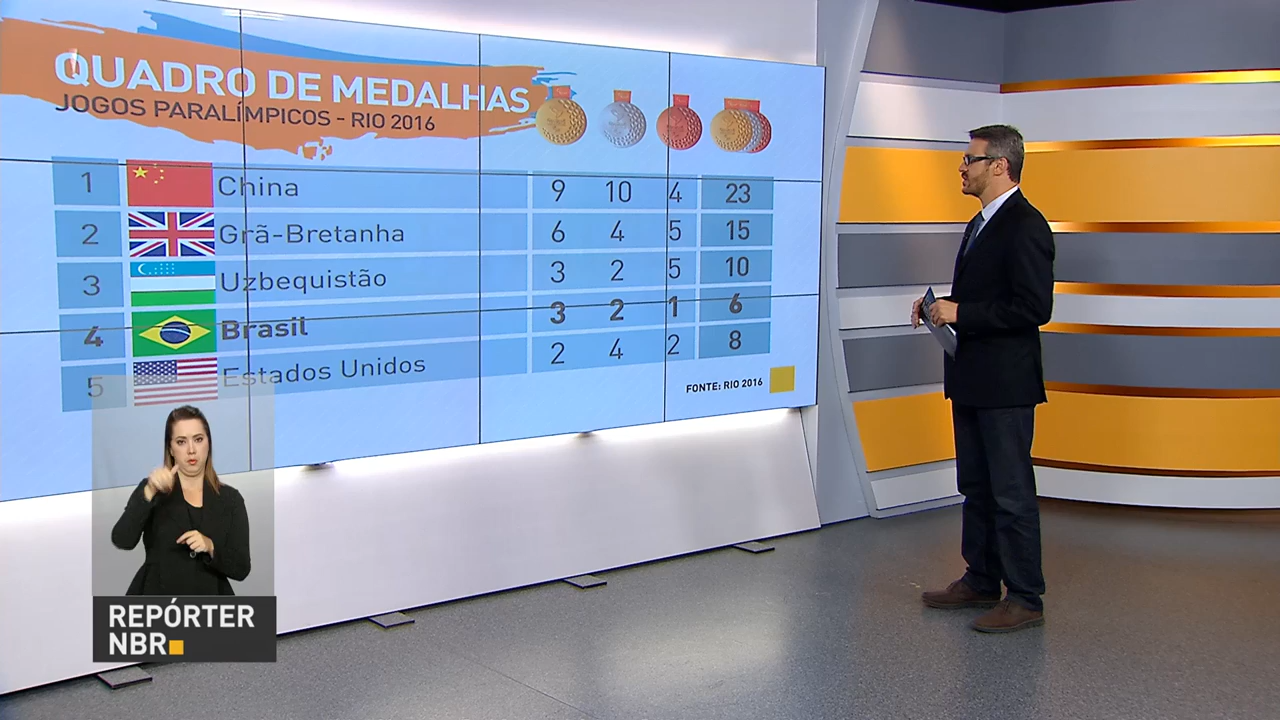 QUADRO DE MEDALHAS
JOGOS PARALÍMPICOS - RIO 2016
1 China 9 10 4 23
2 Grã-Bretanha 6 4 5 15
3 Uzbequistão 3 2 5 10
4 Brasil 3 2 1 6
5 Estados Unidos 2 4 2 8
FONTE: RIO 2016
REPÓRTER
NBR